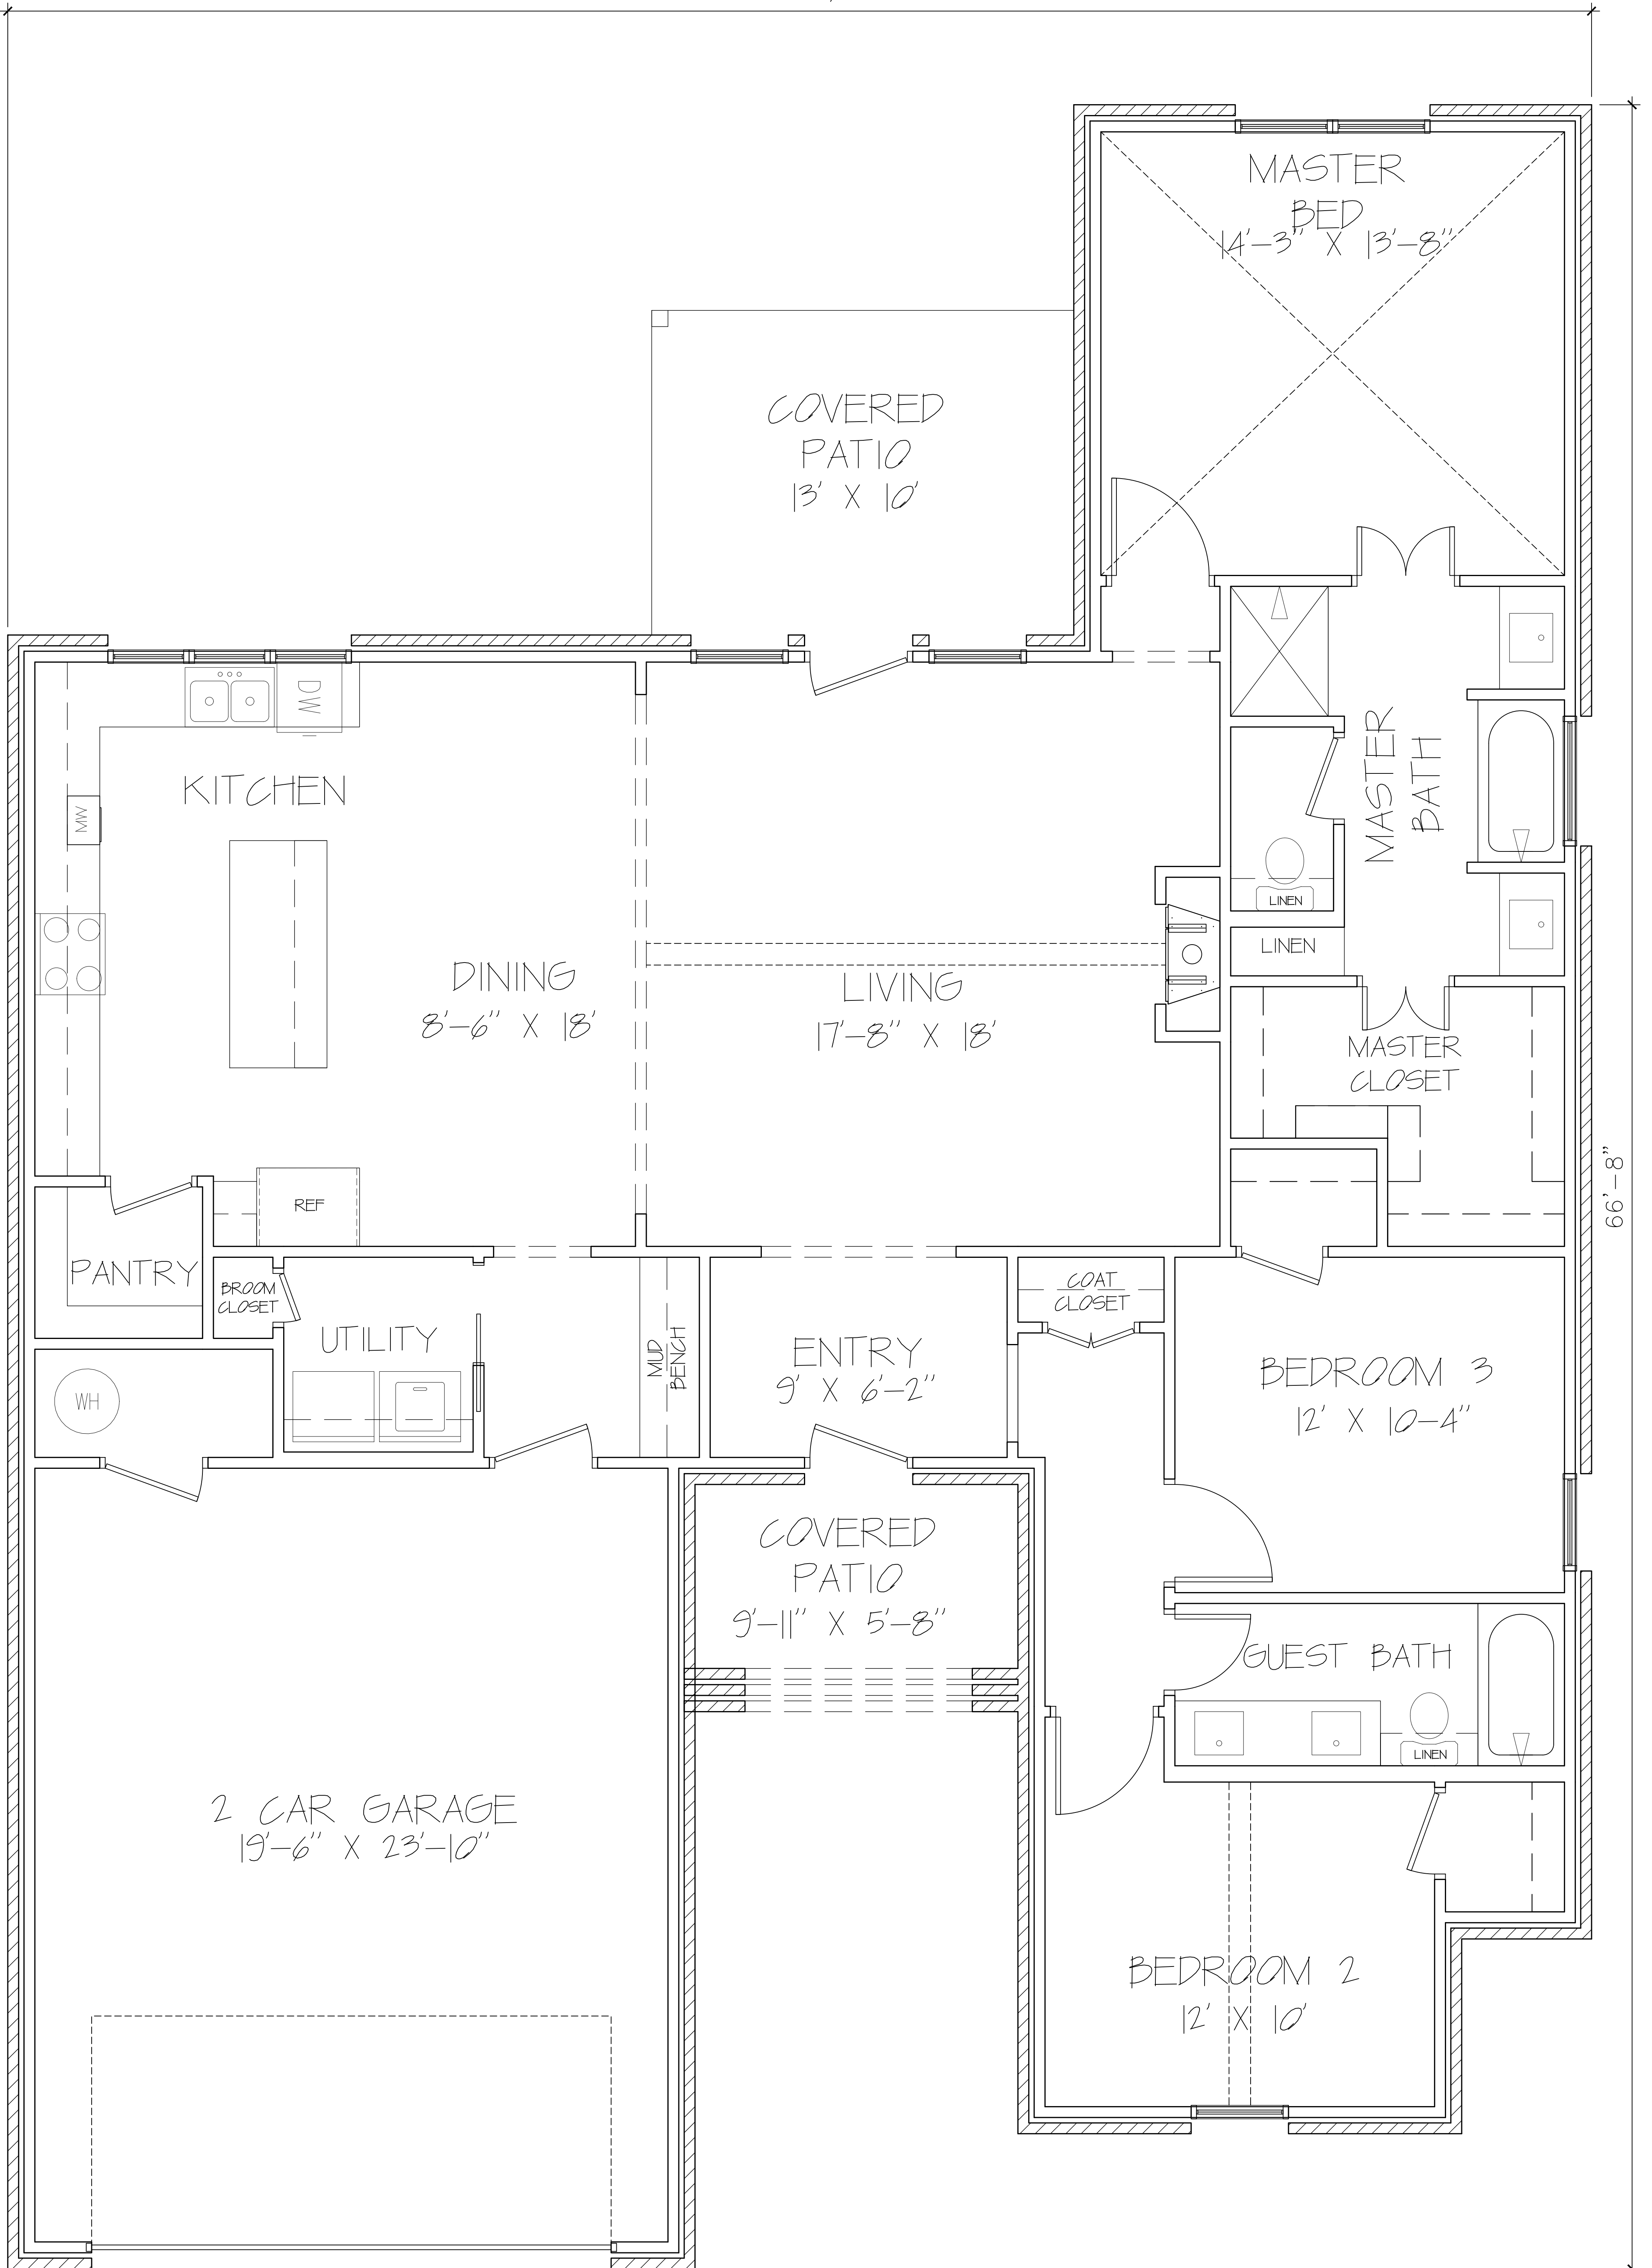 MASTER
BED
14'-3" X 13'-8"
COVERED
PATIO
13' X 10'
DW
KITCHEN
MW
MASTER
BATH
LINEN
LINEN
DINING
8'-6" X 18'
LIVING
17'-8" X 18'
MASTER
CLOSET
66'-8"
REF
PANTRY
BROOM
CLOSET
UTILITY
MUD
BENCH
ENTRY
9' X 6'-2"
COAT
CLOSET
BEDROOM 3
12' X 10-4"
WH
COVERED
PATIO
9'-11" X 5'-8"
GUEST BATH
LINEN
2 CAR GARAGE
19'-6" X 23'-10"
BEDROOM 2
12' X 10'